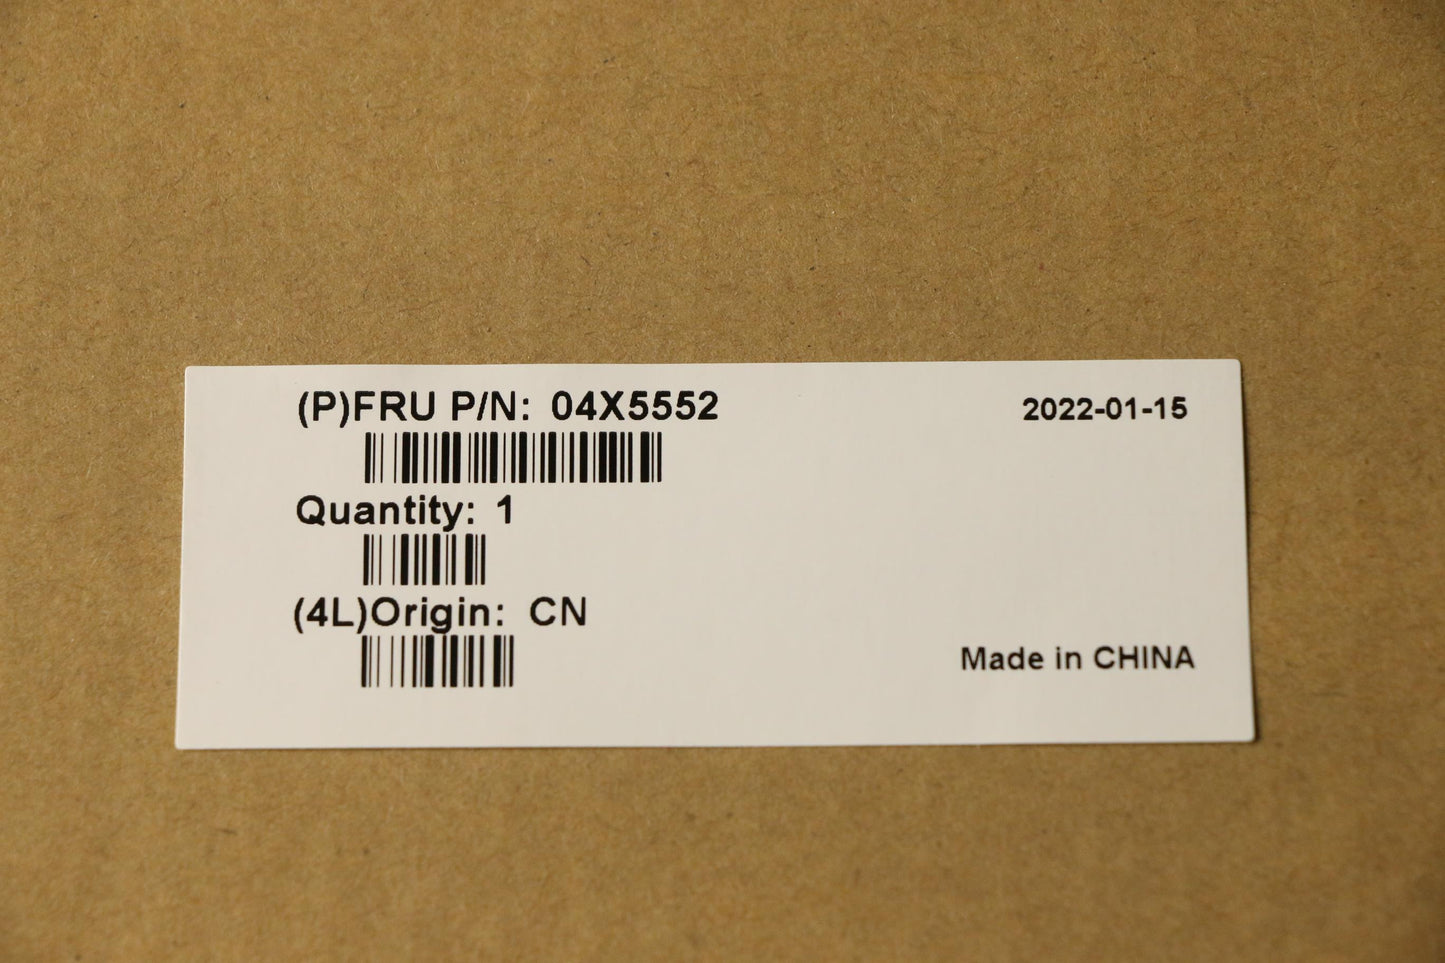 (P)FRU P/N: 04X5552
2022-01-15
Quantity: 1
(4L)Origin: CN
Made in CHINA